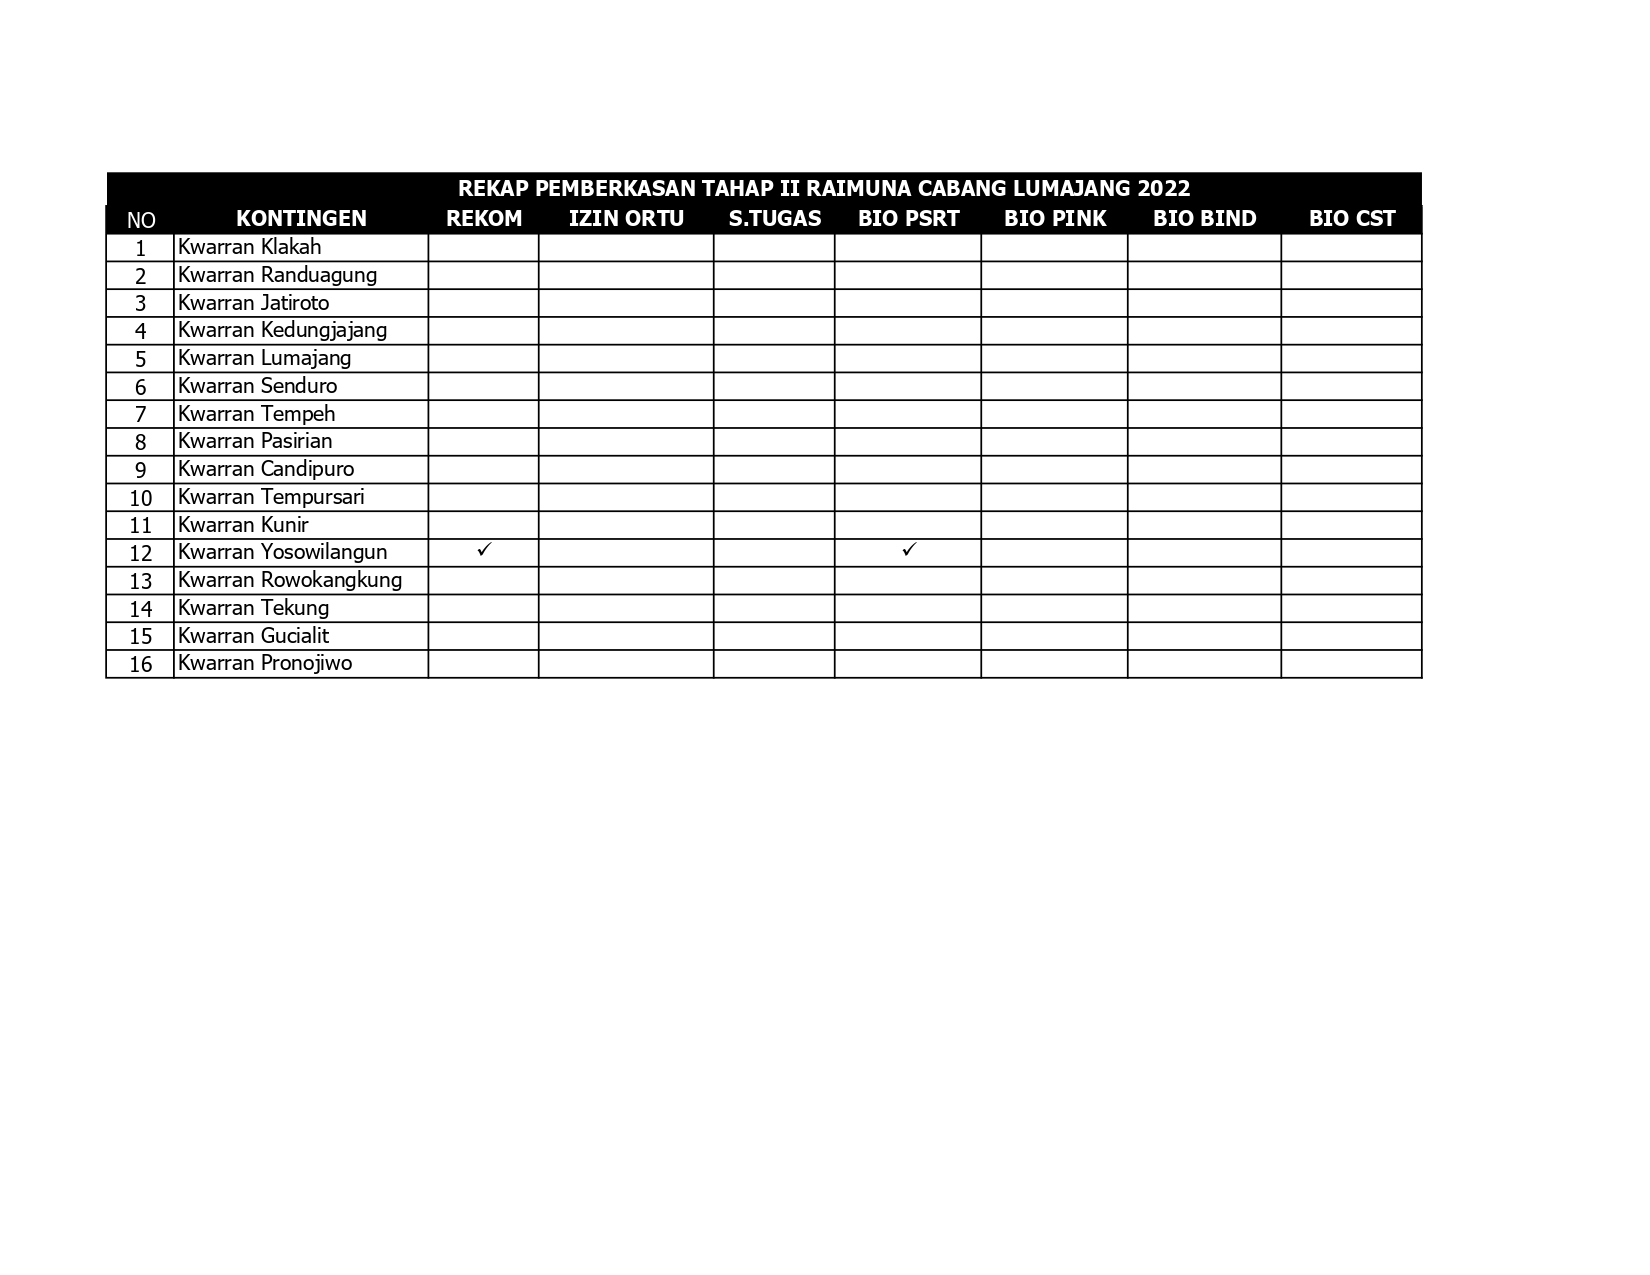 REKAP PEMBERKASAN TAHAP II RAIMUNA CABANG LUMAJANG 2022
NO KONTINGEN REKOM IZIN ORTU S.TUGAS BIO PSRT BIO PINK BIO BIND BIO CST
1 Kwarran Klakah
2 Kwarran Randuagung
3 Kwarran Jatiroto
4 Kwarran Kedungjajang
5 Kwarran Lumajang
6 Kwarran Senduro
7 Kwarran Tempeh
8 Kwarran Pasirian
9 Kwarran Candipuro
10 Kwarran Tempursari
11 Kwarran Kunir
12 Kwarran Yosowilangun ✓ ✓
13 Kwarran Rowokangkung
14 Kwarran Tekung
15 Kwarran Gucialit
16 Kwarran Pronojiwo